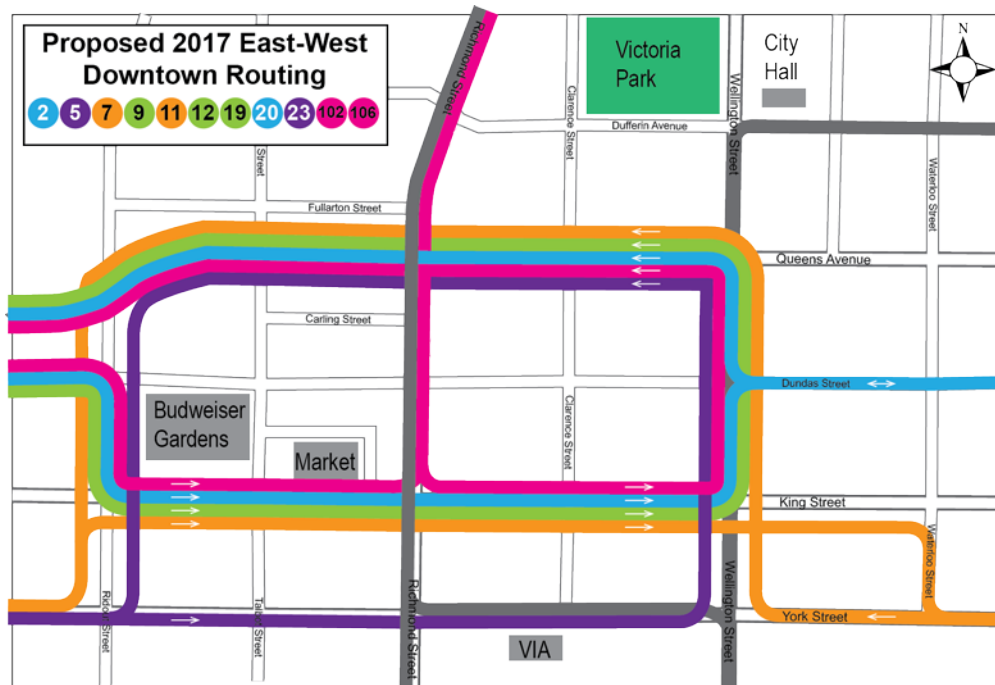 Proposed 2017 East-West
Downtown Routing
2 5 7 9 11 12 19 20 23 102 106
Richmond Street
Victoria
Park
City
Hall
N
Clarence Street
Wellington Street
Dufferin Avenue
Waterloo Street
Street
Street
Fullarton Street
Queens Avenue
Carling Street
Dundas Street
Budweiser
Gardens
Clarence Street
Market
King Street
Waterloo Street
Richmond Street
Wellington Street
Talbot Street
York Street
VIA